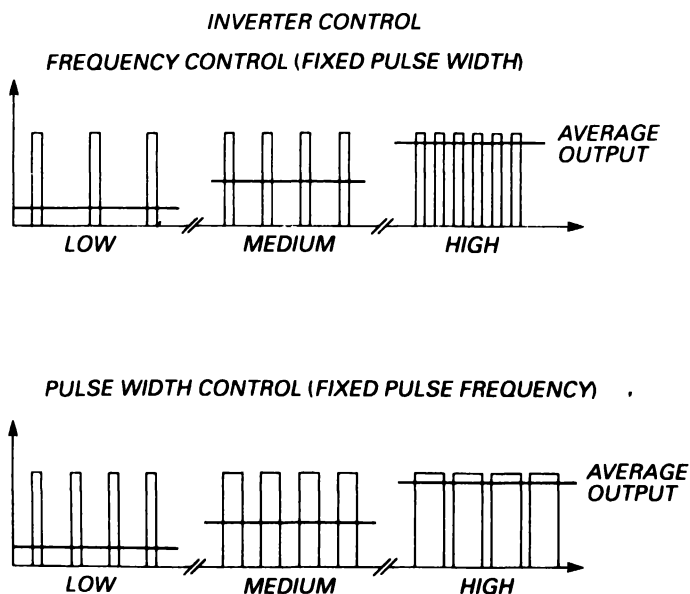 INVERTER CONTROL
FREQUENCY CONTROL (FIXED PULSE WIDTH)
AVERAGE
OUTPUT
LOW MEDIUM HIGH
PULSE WIDTH CONTROL (FIXED PULSE FREQUENCY)
AVERAGE
OUTPUT
LOW MEDIUM HIGH